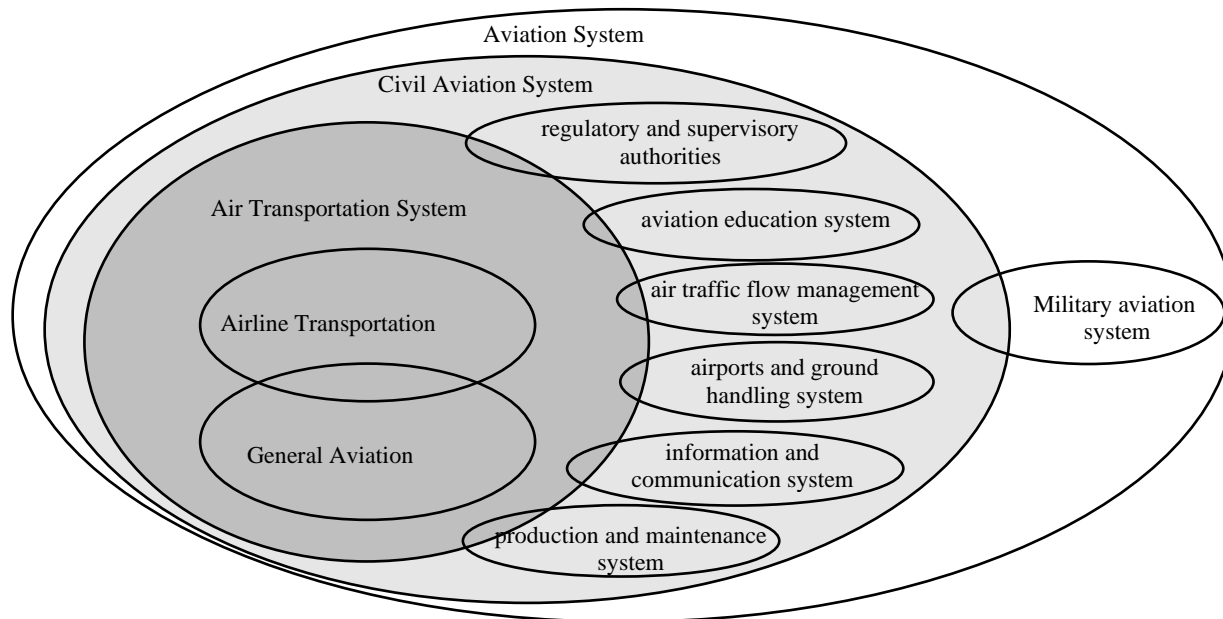 Aviation System
Civil Aviation System
regulatory and supervisory
authorities
Air Transportation System
aviation education system
air traffic flow management
system
Military aviation
system
Airline Transportation
airports and ground
handling system
General Aviation
information and
communication system
production and maintenance
system